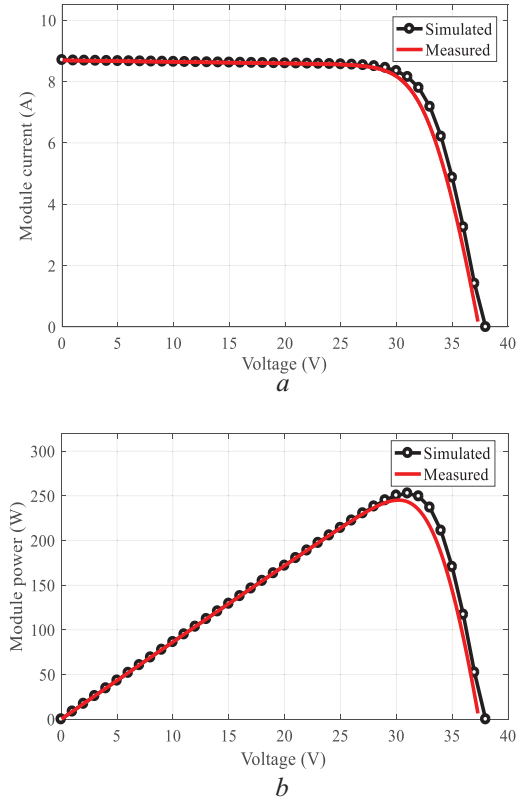 10
8
6
4
2
0
Module current (A)
Simulated
Measured
0 5 10 15 20 25 30 35 40
Voltage (V)
a
300
250
200
150
100
50
0
Module power (W)
Simulated
Measured
0 5 10 15 20 25 30 35 40
Voltage (V)
b